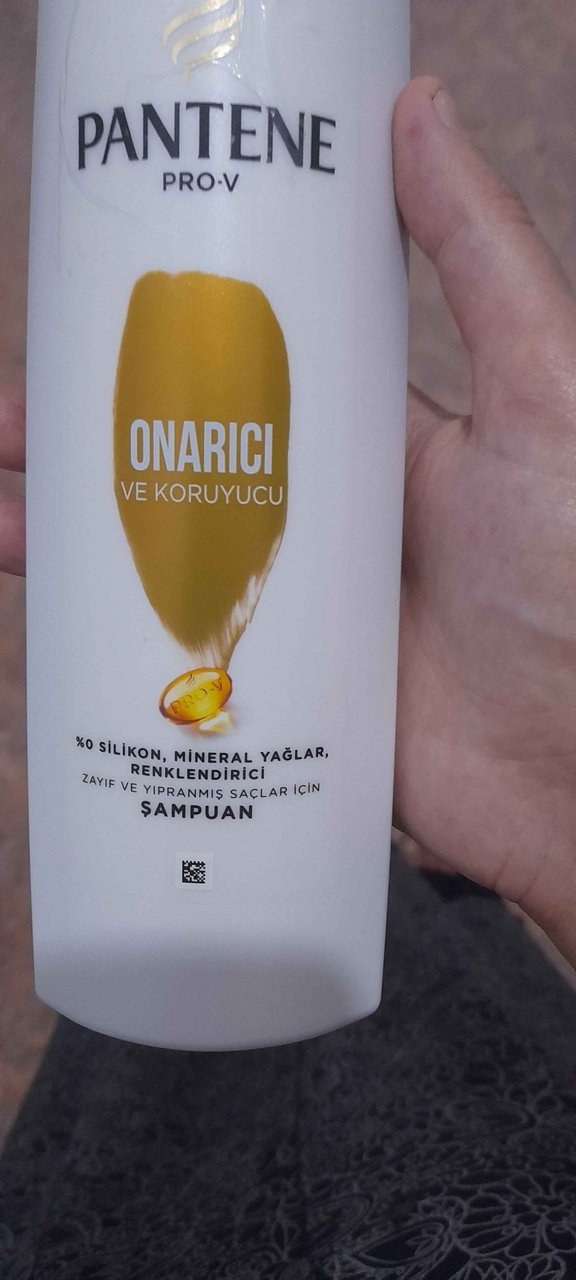 PANTENE
PRO-V
ONARICI
VE KORUYUCU
PRO-V
%0 SİLİKON, MİNERAL YAĞLAR,
RENKLENDİRİCİ
ZAYIF VE YIPRANMIŞ SAÇLAR İÇİN
ŞAMPUAN